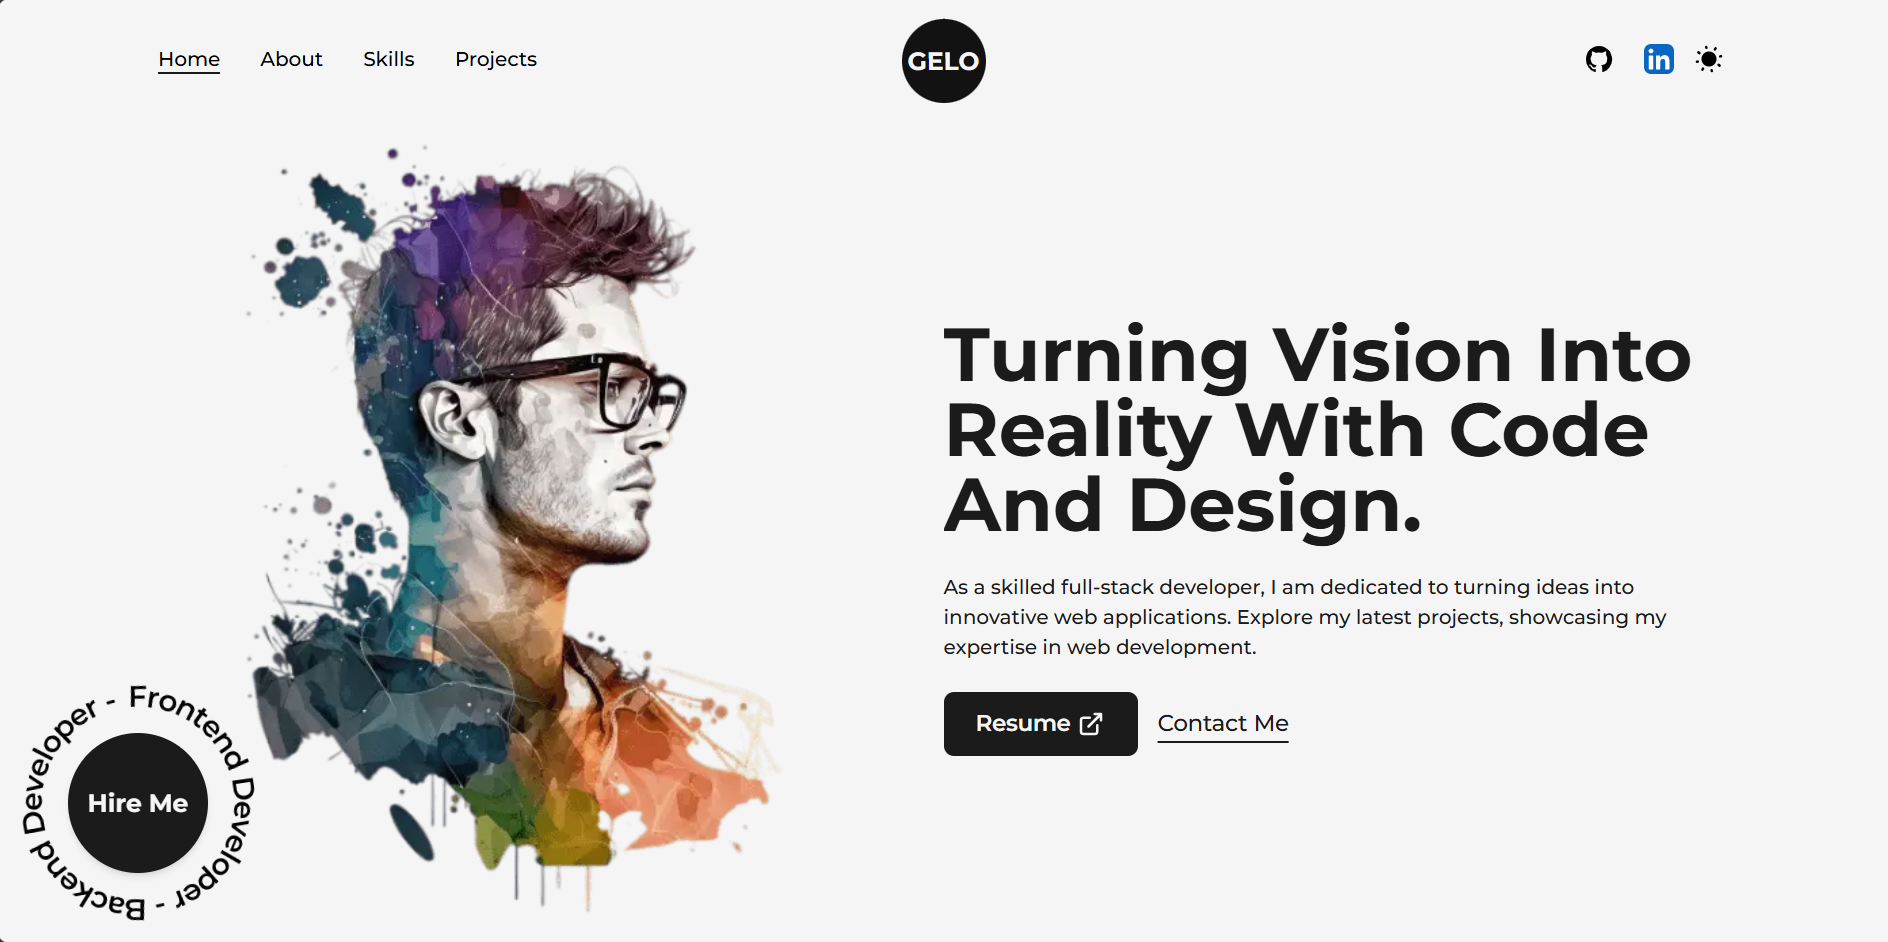 Home
About
Skills
Projects
GELO
in
Turning Vision Into
Reality With Code
And Design.
As a skilled full-stack developer, I am dedicated to turning ideas into
innovative web applications. Explore my latest projects, showcasing my
expertise in web development.
Resume
Contact Me
Frontend Developer - Backend Developer -
Hire Me